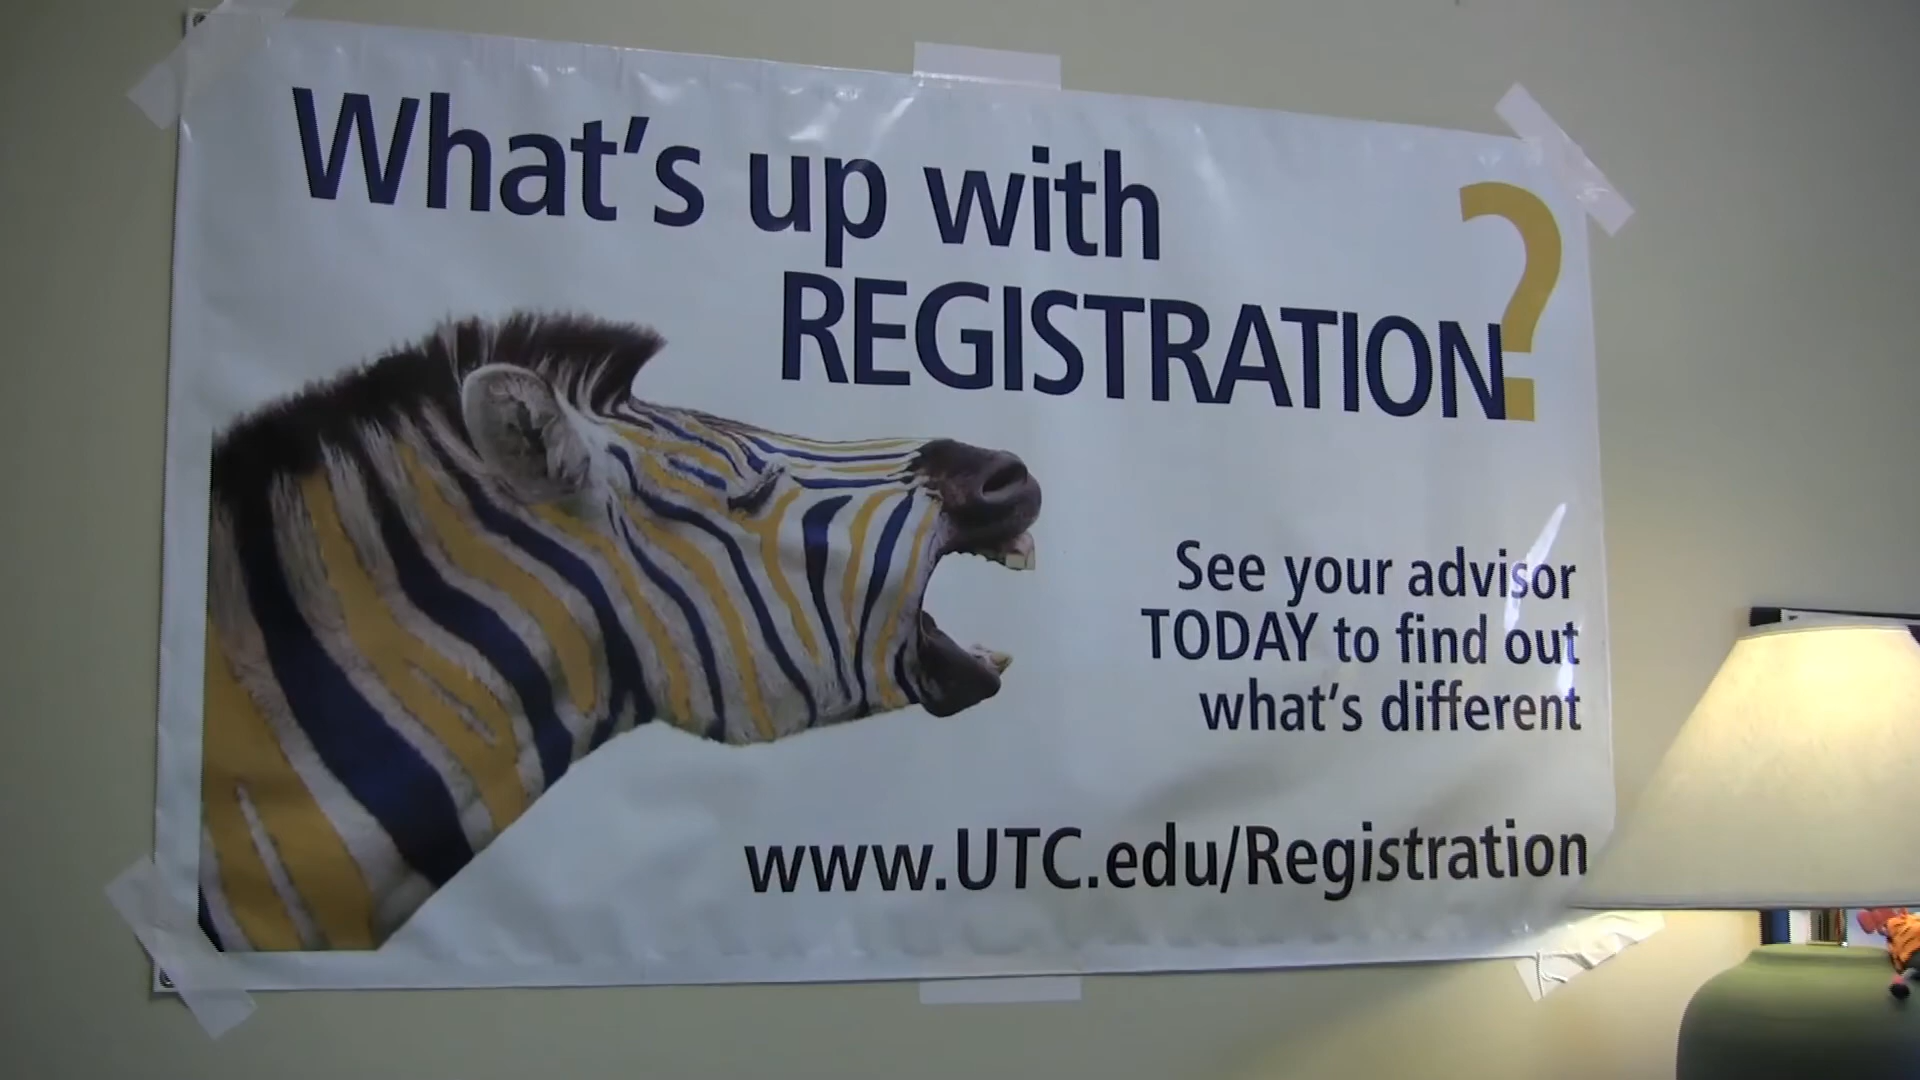 What's up with
REGISTRATION?
See your advisor
TODAY to find out
what's different
www.UTC.edu/Registration